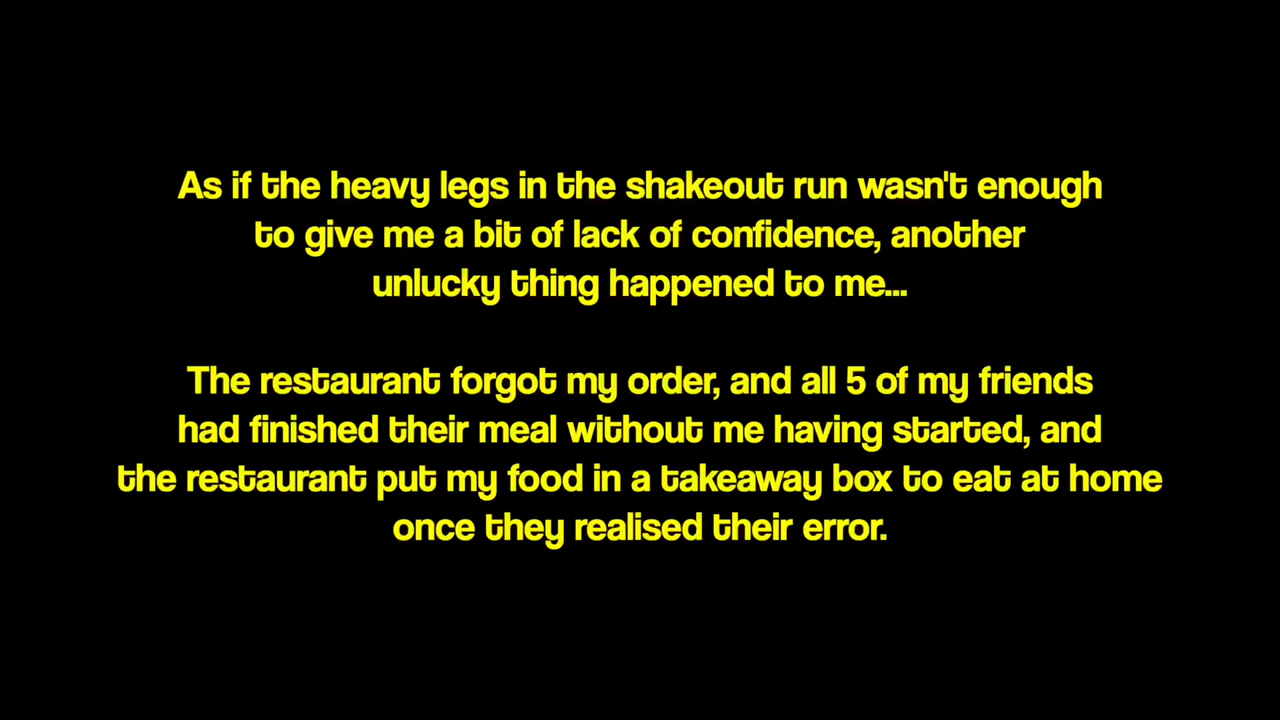 As if the heavy legs in the shakeout run wasn't enough
to give me a bit of lack of confidence, another
unlucky thing happened to me...
The restaurant forgot my order, and all 5 of my friends
had finished their meal without me having started, and
the restaurant put my food in a takeaway box to eat at home
once they realised their error.